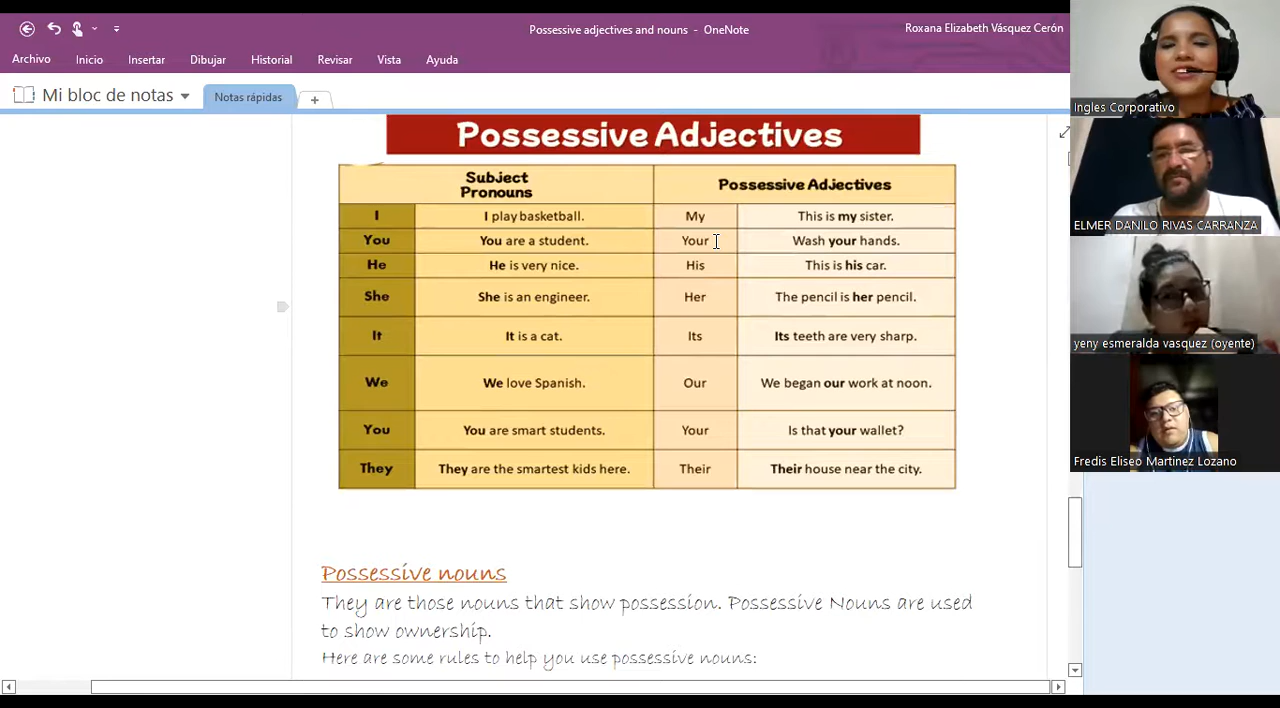 Possessive adjectives and nouns - OneNote
Roxana Elizabeth Vásquez Cerón
Archivo Inicio Insertar Dibujar Historial Revisar Vista Ayuda
Mi bloc de notas Notas rápidas
Possessive Adjectives
Subject Pronouns Possessive Adjectives
I I play basketball. My This is my sister.
You You are a student. Your Wash your hands.
He He is very nice. His This is his car.
She She is an engineer. Her The pencil is her pencil.
It It is a cat. Its Its teeth are very sharp.
We We love Spanish. Our We began our work at noon.
You You are smart students. Your Is that your wallet?
They They are the smartest kids here. Their Their house near the city.
Possessive nouns
They are those nouns that show possession. Possessive Nouns are used
to show ownership.
Here are some rules to help you use possessive nouns:
Ingles Corporativo
ELMER DANILO RIVAS CARRANZA
yeny esmeralda vasquez (oyente)
Fredis Eliseo Martinez Lozano